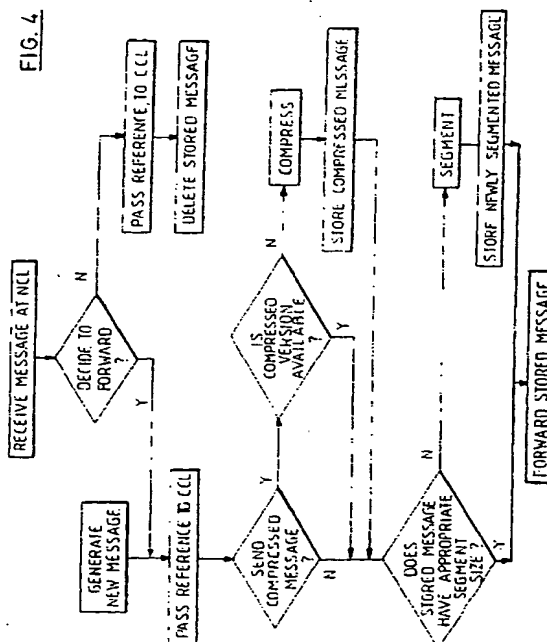 FIG. 4
RECEIVE MESSAGE AT NCL
DECIDE TO
FORWARD
?
N
Y
PASS REFERENCE TO CCL
DELETE STORED MESSAGE
GENERATE
NEW MESSAGE
PASS REFERENCE TO CCL
SEND
COMPRESSED
MESSAGE
?
Y
N
IS
COMPRESSED
VERSION
AVAILABLE
?
N
Y
COMPRESS
STORE COMPRESSED MESSAGE
DOES
STORED MESSAGE
HAVE APPROPRIATE
SEGMENT
SIZE ?
N
Y
SEGMENT
STORE NEWLY SEGMENTED MESSAGE
FORWARD STORED MESSAGE